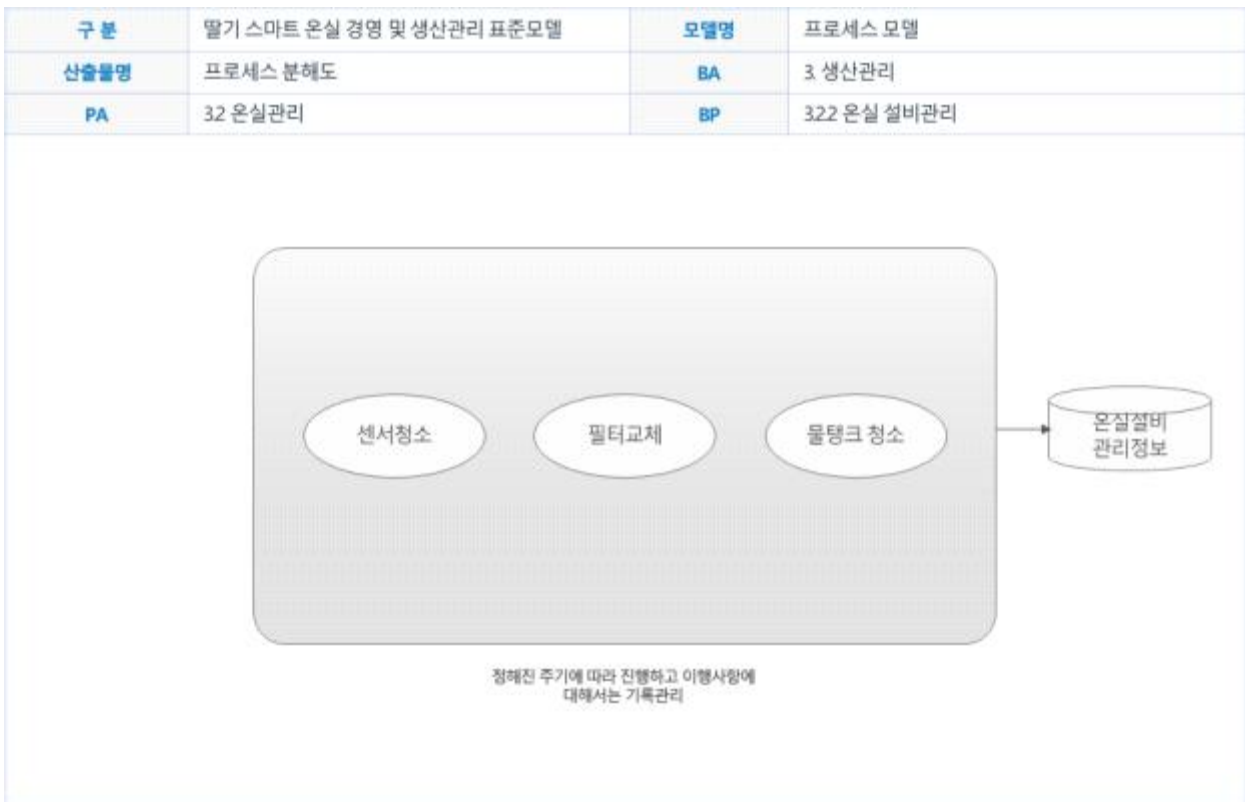 구 분 딸기 스마트 온실 경영 및 생산관리 표준모델 모델명 프로세스 모델
산출물명 프로세스 분해도 BA 3. 생산관리
PA 3.2 온실관리 BP 3.2.2 온실 설비관리
센서청소 필터교체 물탱크 청소
온실설비
관리정보
정해진 주기에 따라 진행하고 이행사항에
대해서는 기록관리